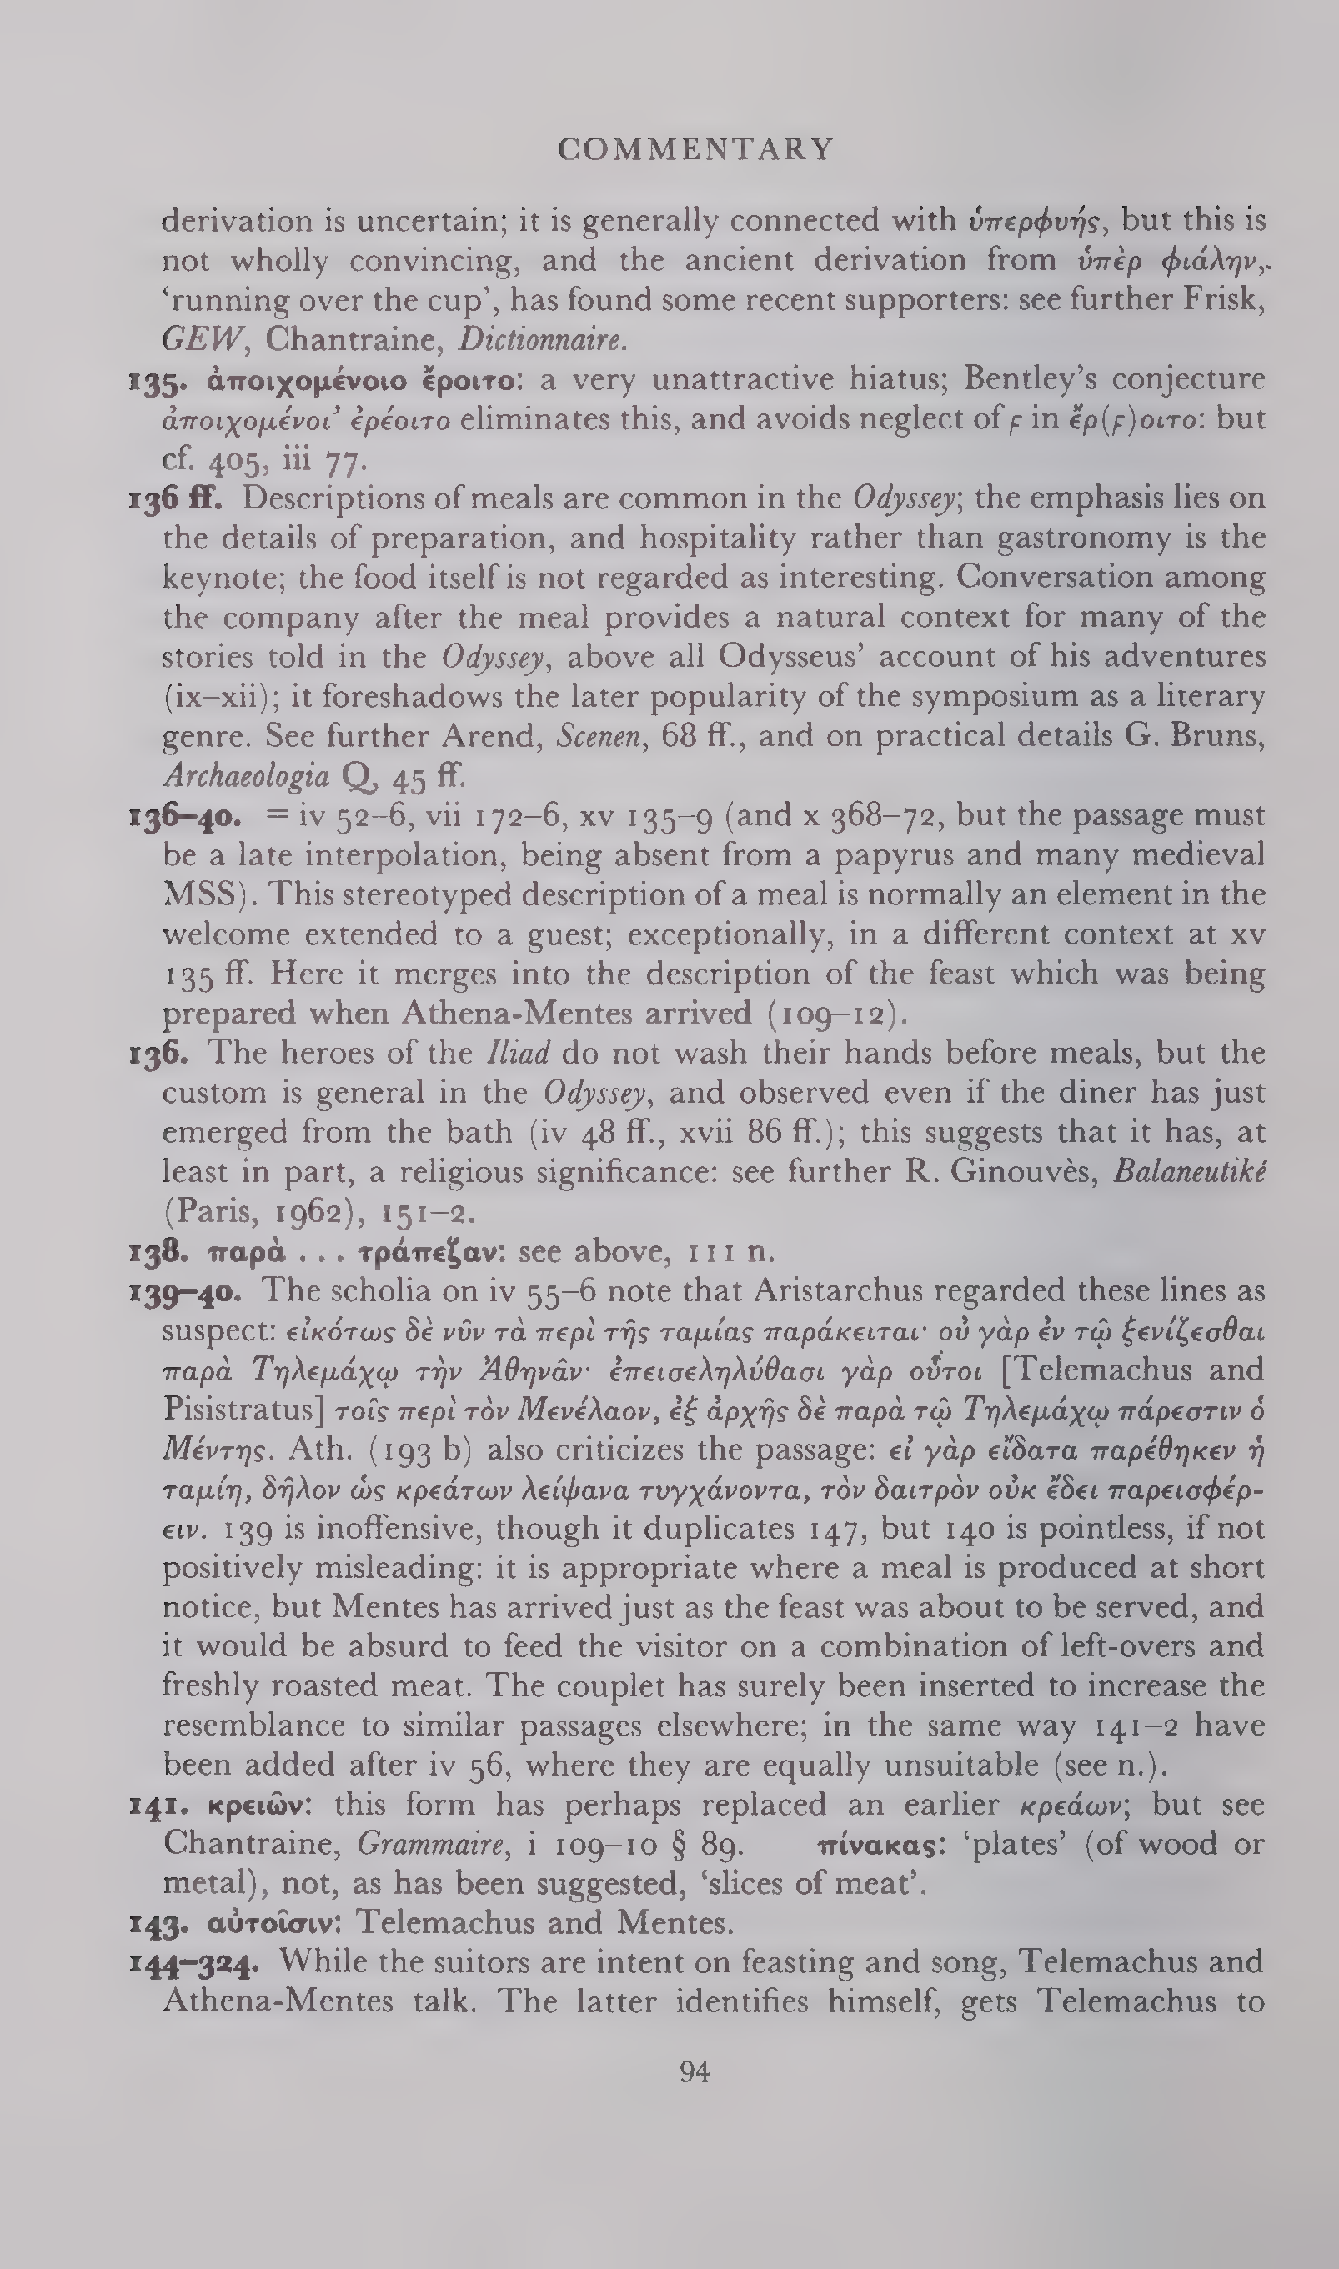 COMMENTARY
derivation is uncertain; it is generally connected with ὑπερφυής, but this is
not wholly convincing, and the ancient derivation from ὑπὲρ φιάλην,.
‘running over the cup’, has found some recent supporters: see further Frisk,
GEW, Chantraine, Dictionnaire.
135. ἀποιχομένοιο ἔροιτο: a very unattractive hiatus; Bentley’s conjecture
ἀποιχομένοι’ ἐρέοιτο eliminates this, and avoids neglect of ϝ in ἔρ(ϝ)οιτο: but
cf. 405, iii 77.
136 ff. Descriptions of meals are common in the Odyssey; the emphasis lies on
the details of preparation, and hospitality rather than gastronomy is the
keynote; the food itself is not regarded as interesting. Conversation among
the company after the meal provides a natural context for many of the
stories told in the Odyssey, above all Odysseus’ account of his adventures
(ix–xii); it foreshadows the later popularity of the symposium as a literary
genre. See further Arend, Scenen, 68 ff., and on practical details G. Bruns,
Archaeologia Q, 45 ff.
136–40. = iv 52–6, vii 172–6, xv 135–9 (and x 368–72, but the passage must
be a late interpolation, being absent from a papyrus and many medieval
MSS). This stereotyped description of a meal is normally an element in the
welcome extended to a guest; exceptionally, in a different context at xv
135 ff. Here it merges into the description of the feast which was being
prepared when Athena-Mentes arrived (109–12).
136. The heroes of the Iliad do not wash their hands before meals, but the
custom is general in the Odyssey, and observed even if the diner has just
emerged from the bath (iv 48 ff., xvii 86 ff.); this suggests that it has, at
least in part, a religious significance: see further R. Ginouvès, Balaneutiké
(Paris, 1962), 151–2.
138. παρὰ . . . τράπεζαν: see above, 111 n.
139–40. The scholia on iv 55–6 note that Aristarchus regarded these lines as
suspect: εἰκότως δὲ νῦν τὰ περὶ τῆς ταμίας παράκειται· οὐ γὰρ ἐν τῷ ξενίζεσθαι
παρὰ Τηλεμάχῳ τὴν Ἀθηνᾶν· ἐπεισεληλύθασι γὰρ οὗτοι [Telemachus and
Pisistratus] τοῖς περὶ τὸν Μενέλαον, ἐξ ἀρχῆς δὲ παρὰ τῷ Τηλεμάχῳ πάρεστιν ὁ
Μέντης. Ath. (193 b) also criticizes the passage: εἰ γὰρ εἴδατα παρέθηκεν ἡ
ταμίη, δῆλον ὡς κρεάτων λείψανα τυγχάνοντα, τὸν δαιτρὸν οὐκ ἔδει παρεισφέρ-
ειν. 139 is inoffensive, though it duplicates 147, but 140 is pointless, if not
positively misleading: it is appropriate where a meal is produced at short
notice, but Mentes has arrived just as the feast was about to be served, and
it would be absurd to feed the visitor on a combination of left-overs and
freshly roasted meat. The couplet has surely been inserted to increase the
resemblance to similar passages elsewhere; in the same way 141–2 have
been added after iv 56, where they are equally unsuitable (see n.).
141. κρειῶν: this form has perhaps replaced an earlier κρεάων; but see
Chantraine, Grammaire, i 109–10 § 89. πίνακας: ‘plates’ (of wood or
metal), not, as has been suggested, ‘slices of meat’.
143. αὐτοῖσιν: Telemachus and Mentes.
144–324. While the suitors are intent on feasting and song, Telemachus and
Athena-Mentes talk. The latter identifies himself, gets Telemachus to
94